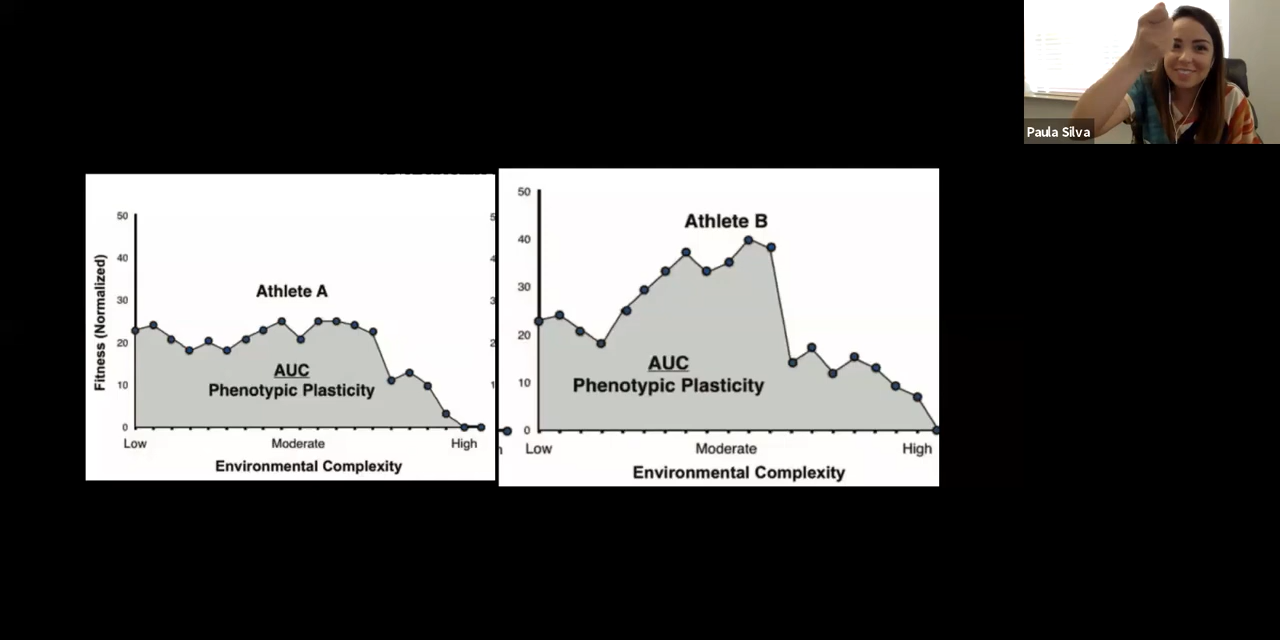 Paula Silva
Athlete A
Fitness (Normalized)
50
40
30
20
10
0
AUC
Phenotypic Plasticity
Low
Moderate
High
Environmental Complexity
Athlete B
50
40
30
20
10
0
AUC
Phenotypic Plasticity
Low
Moderate
High
Environmental Complexity